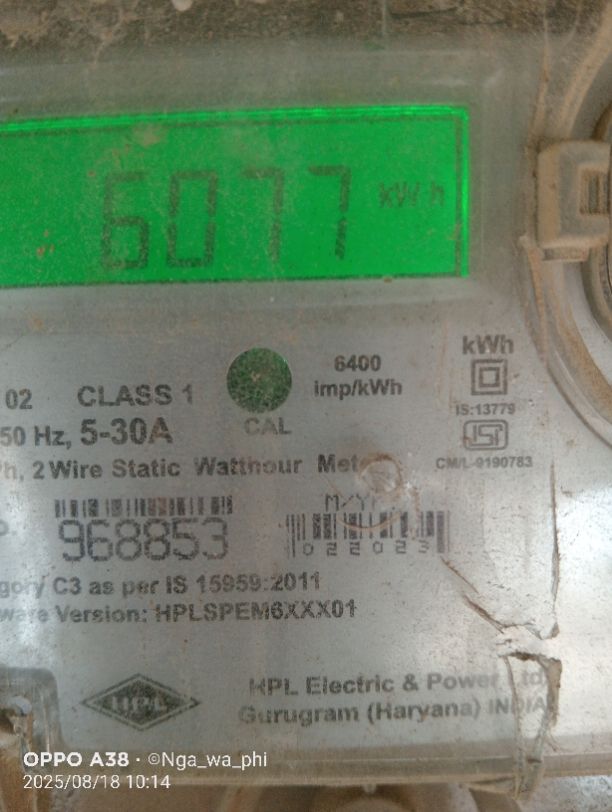 6077 kWh
02 CLASS 1
6400
imp/kWh
kWh
IS:13779
50 Hz, 5-30A
CAL
ISI
CM/L-9190783
2 Wire Static Watthour
968853
M/Y
022023
C3 as per IS 15959:2011
Version: HPLSPEM6XXX01
HPL
HPL Electric & Power Ltd.
Gurugram (Haryana) INDIA
OPPO A38 · ©Nga_wa_phi
2025/08/18 10:14